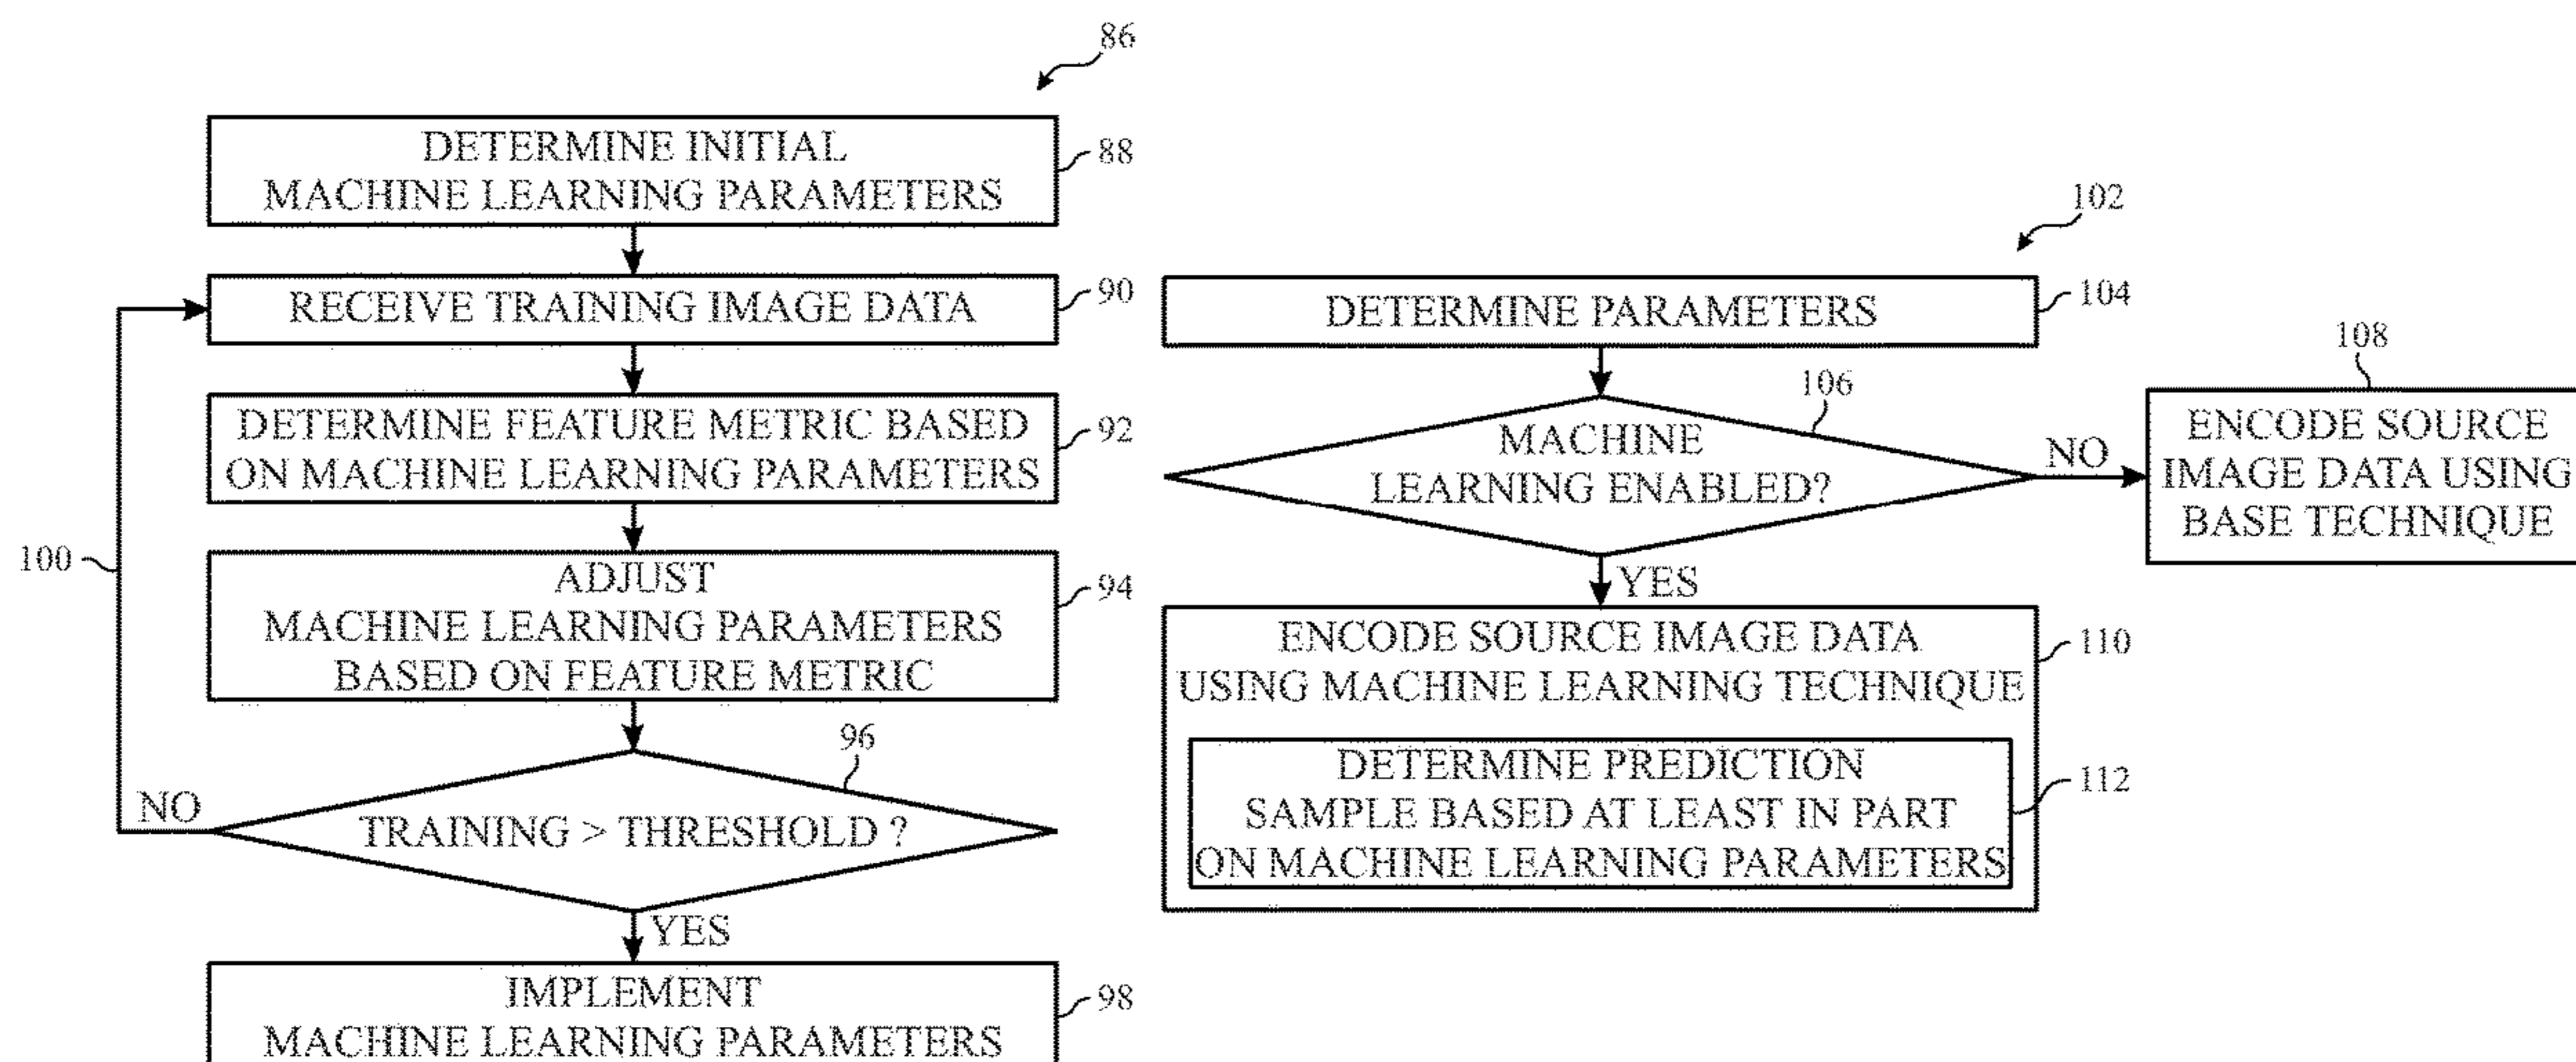 86
DETERMINE INITIAL
MACHINE LEARNING PARAMETERS
88
RECEIVE TRAINING IMAGE DATA
90
DETERMINE FEATURE METRIC BASED
ON MACHINE LEARNING PARAMETERS
92
ADJUST
MACHINE LEARNING PARAMETERS
BASED ON FEATURE METRIC
94
100
96
TRAINING > THRESHOLD ?
NO
YES
IMPLEMENT
MACHINE LEARNING PARAMETERS
98
102
DETERMINE PARAMETERS
104
106
MACHINE
LEARNING ENABLED?
NO
108
ENCODE SOURCE
IMAGE DATA USING
BASE TECHNIQUE
YES
ENCODE SOURCE IMAGE DATA
USING MACHINE LEARNING TECHNIQUE
110
DETERMINE PREDICTION
SAMPLE BASED AT LEAST IN PART
ON MACHINE LEARNING PARAMETERS
112